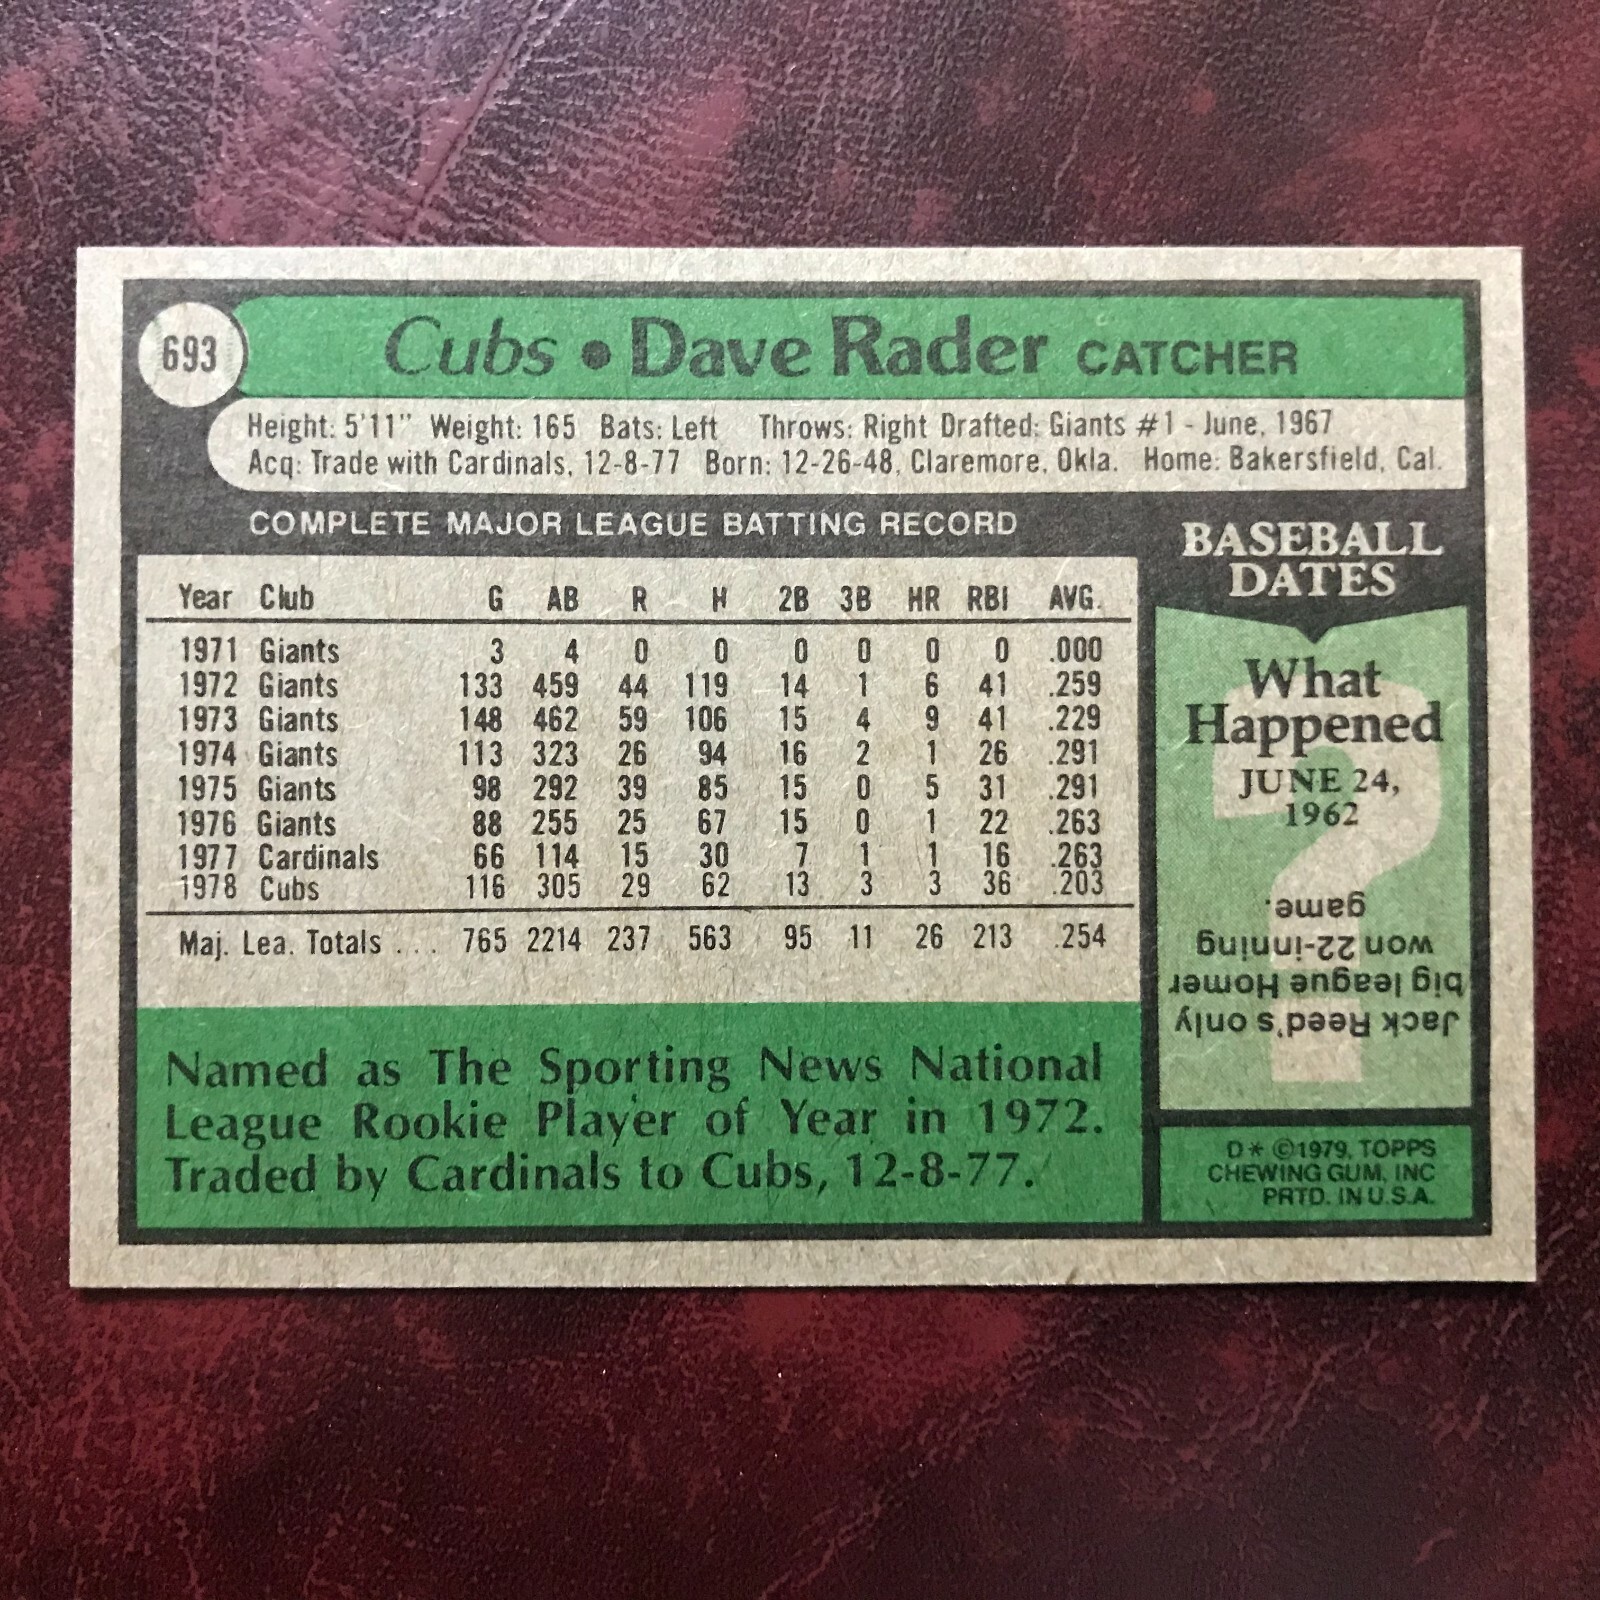 693
Cubs • Dave Rader CATCHER
Height: 5'11" Weight: 165 Bats: Left Throws: Right Drafted: Giants #1 - June, 1967
Acq: Trade with Cardinals, 12-8-77 Born: 12-26-48, Claremore, Okla. Home: Bakersfield, Cal.
COMPLETE MAJOR LEAGUE BATTING RECORD
Year Club G AB R H 2B 3B HR RBI AVG.
1971 Giants 3 4 0 0 0 0 0 0 .000
1972 Giants 133 459 44 119 14 1 6 41 .259
1973 Giants 148 462 59 106 15 4 9 41 .229
1974 Giants 113 323 26 94 16 2 1 26 .291
1975 Giants 98 292 39 85 15 0 5 31 .291
1976 Giants 88 255 25 67 15 0 1 22 .263
1977 Cardinals 66 114 15 30 7 1 1 16 .263
1978 Cubs 116 305 29 62 13 3 3 36 .203
Maj. Lea. Totals . . . 765 2214 237 563 95 11 26 213 .254
Named as The Sporting News National
League Rookie Player of Year in 1972.
Traded by Cardinals to Cubs, 12-8-77.
BASEBALL
DATES
What
Happened
JUNE 24,
1962
Jack Reed's only
big league Homer
won 22-inning
game.
D* ©1979, TOPPS
CHEWING GUM, INC
PRTD. IN U.S.A.